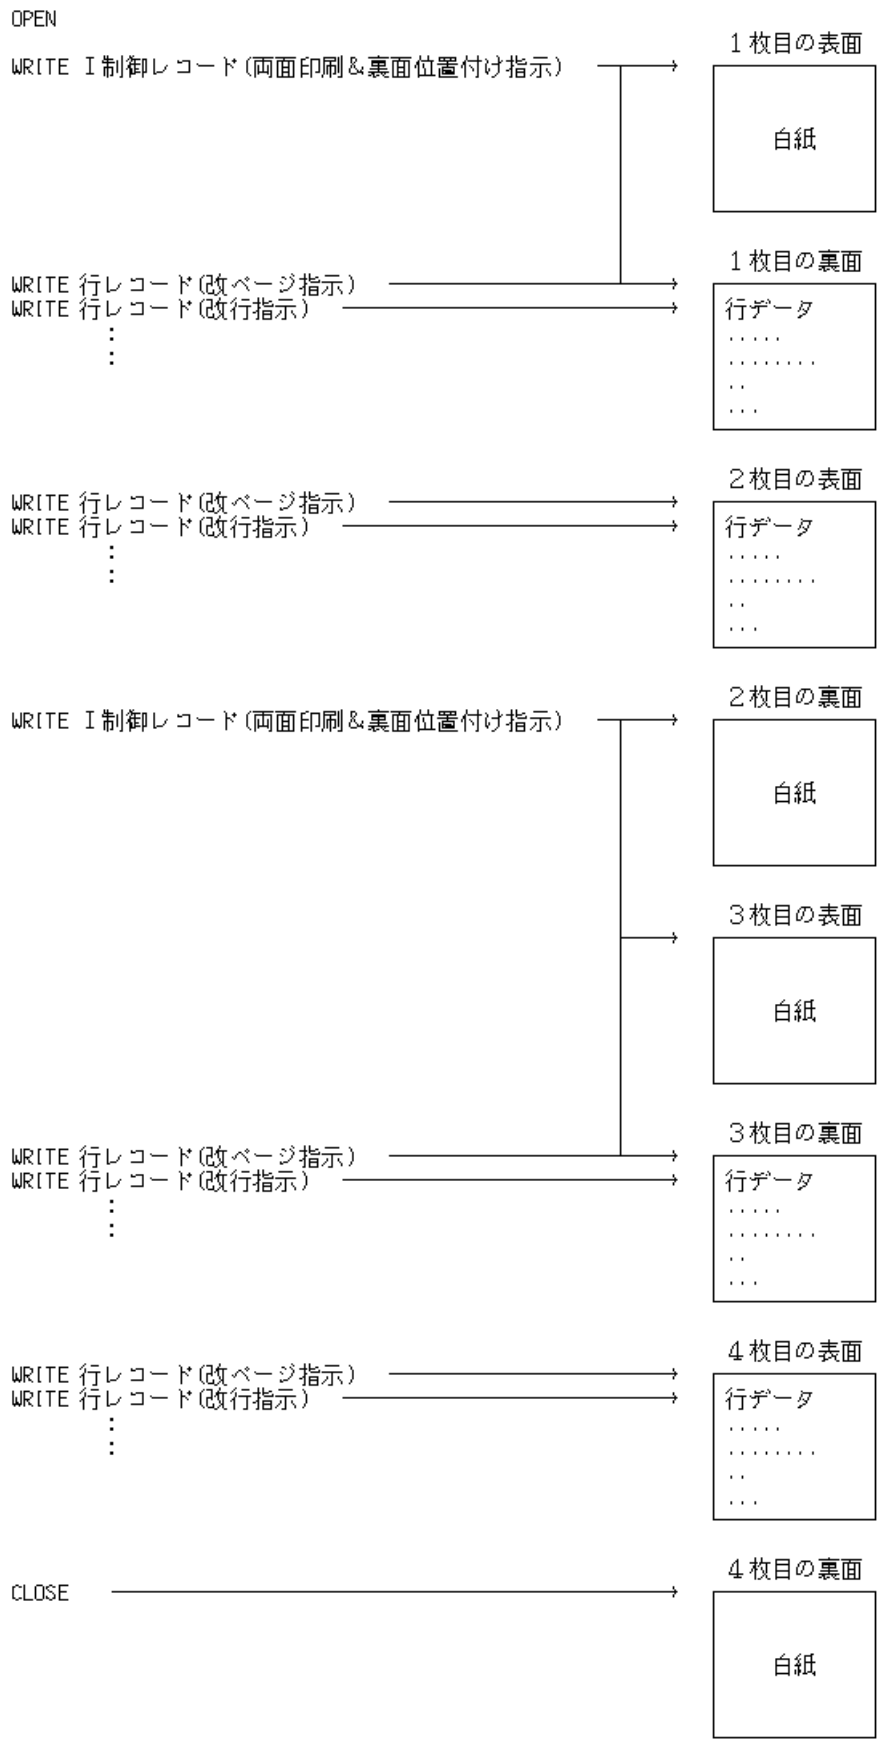 OPEN
1枚目の表面
WRITE I制御レコード(両面印刷&裏面位置付け指示)
白紙
1枚目の裏面
WRITE 行レコード(改ページ指示)
WRITE 行レコード(改行指示)
行データ
:
.....
:
........
..
...
2枚目の表面
WRITE 行レコード(改ページ指示)
WRITE 行レコード(改行指示)
行データ
:
.....
:
........
..
...
2枚目の裏面
WRITE I制御レコード(両面印刷&裏面位置付け指示)
白紙
3枚目の表面
白紙
3枚目の裏面
WRITE 行レコード(改ページ指示)
WRITE 行レコード(改行指示)
行データ
:
.....
:
........
..
...
4枚目の表面
WRITE 行レコード(改ページ指示)
WRITE 行レコード(改行指示)
行データ
:
.....
:
........
..
...
4枚目の裏面
CLOSE
白紙